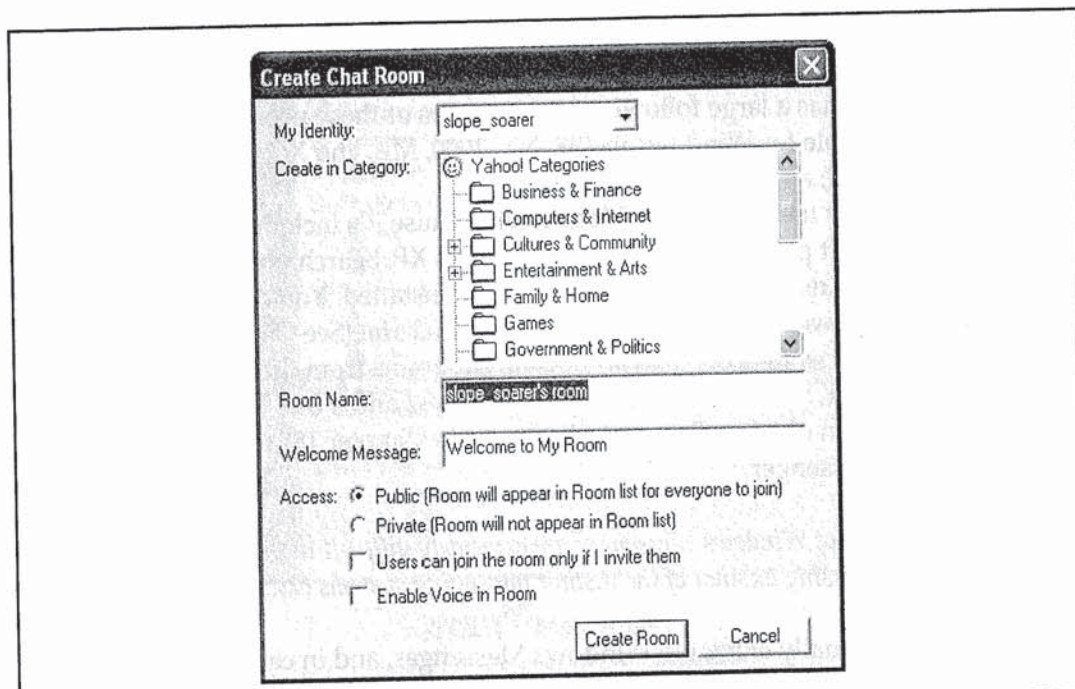 Create Chat Room
My Identity: slope_soarer
Create in Category: Yahoo! Categories
Business & Finance
Computers & Internet
Cultures & Community
Entertainment & Arts
Family & Home
Games
Government & Politics
Room Name: slope_soarer's room
Welcome Message: Welcome to My Room
Access: Public (Room will appear in Room list for everyone to join)
Private (Room will not appear in Room list)
Users can join the room only if I invite them
Enable Voice in Room
Create Room Cancel